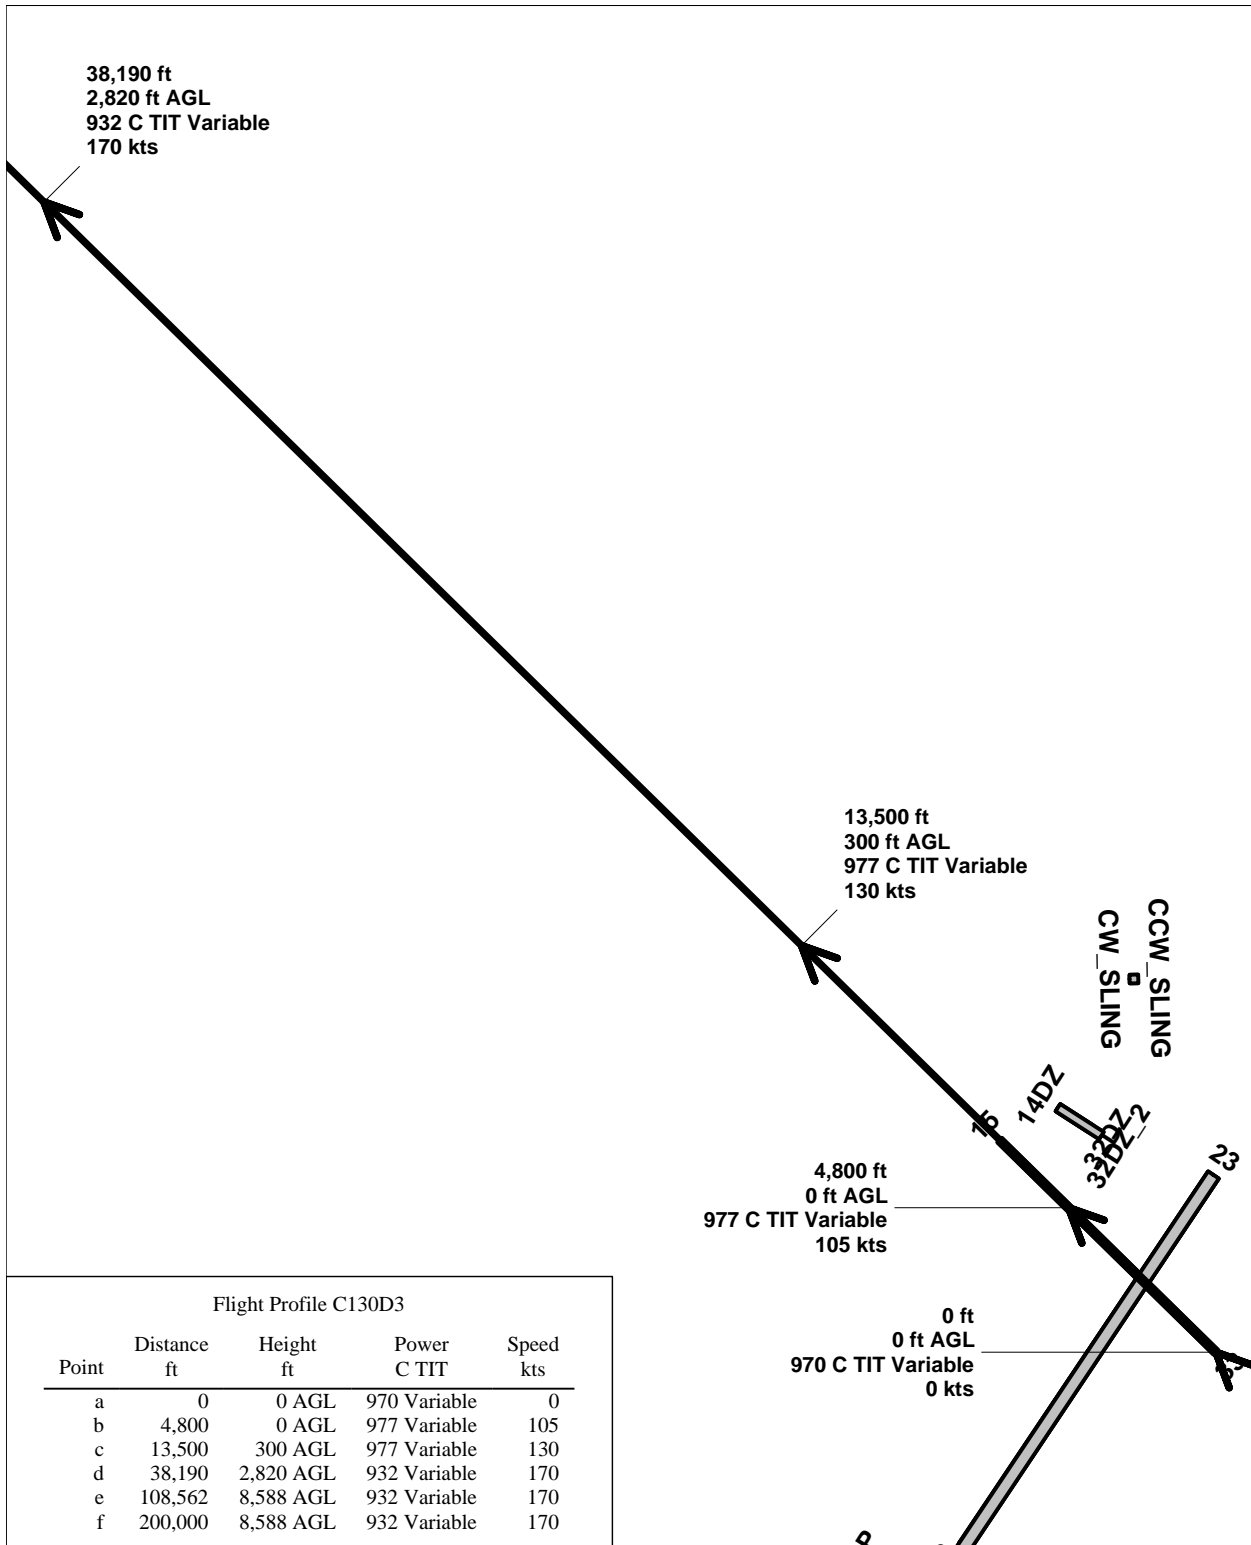 38,190 ft
2,820 ft AGL
932 C TIT Variable
170 kts
13,500 ft
300 ft AGL
977 C TIT Variable
130 kts
CCW_SLING
CW_SLING
14DZ
32DZ
32DZ_2
15
23
4,800 ft
0 ft AGL
977 C TIT Variable
105 kts
0 ft
0 ft AGL
970 C TIT Variable
0 kts
33
Flight Profile C130D3
Distance Height Power Speed
Point ft ft C TIT kts
a 0 0 AGL 970 Variable 0
b 4,800 0 AGL 977 Variable 105
c 13,500 300 AGL 977 Variable 130
d 38,190 2,820 AGL 932 Variable 170
e 108,562 8,588 AGL 932 Variable 170
f 200,000 8,588 AGL 932 Variable 170